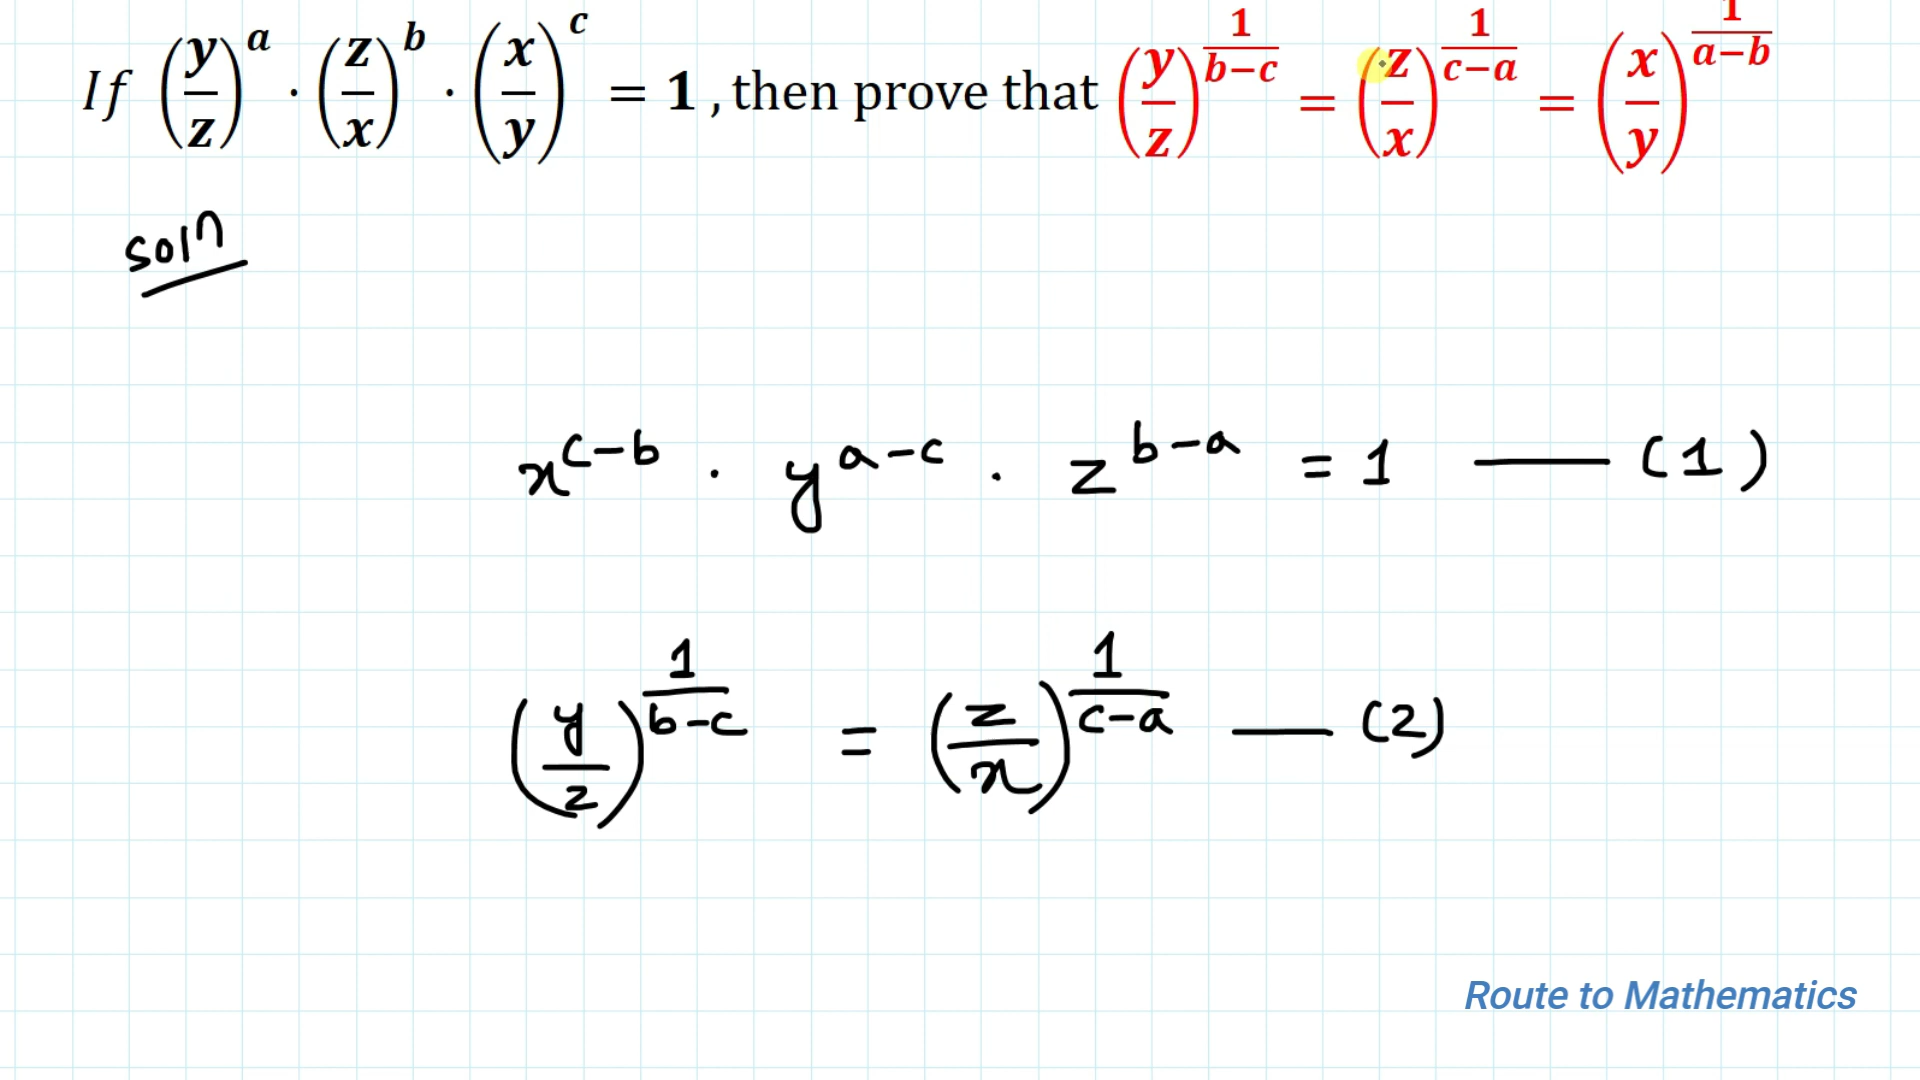 If (y/z)^a · (z/x)^b · (x/y)^c = 1 , then prove that (y/z)^(1/(b−c)) = (z/x)^(1/(c−a)) = (x/y)^(1/(a−b))
soln
x^(c−b) · y^(a−c) · z^(b−a) = 1 — (1)
(y/z)^(1/(b−c)) = (z/x)^(1/(c−a)) — (2)
Route to Mathematics